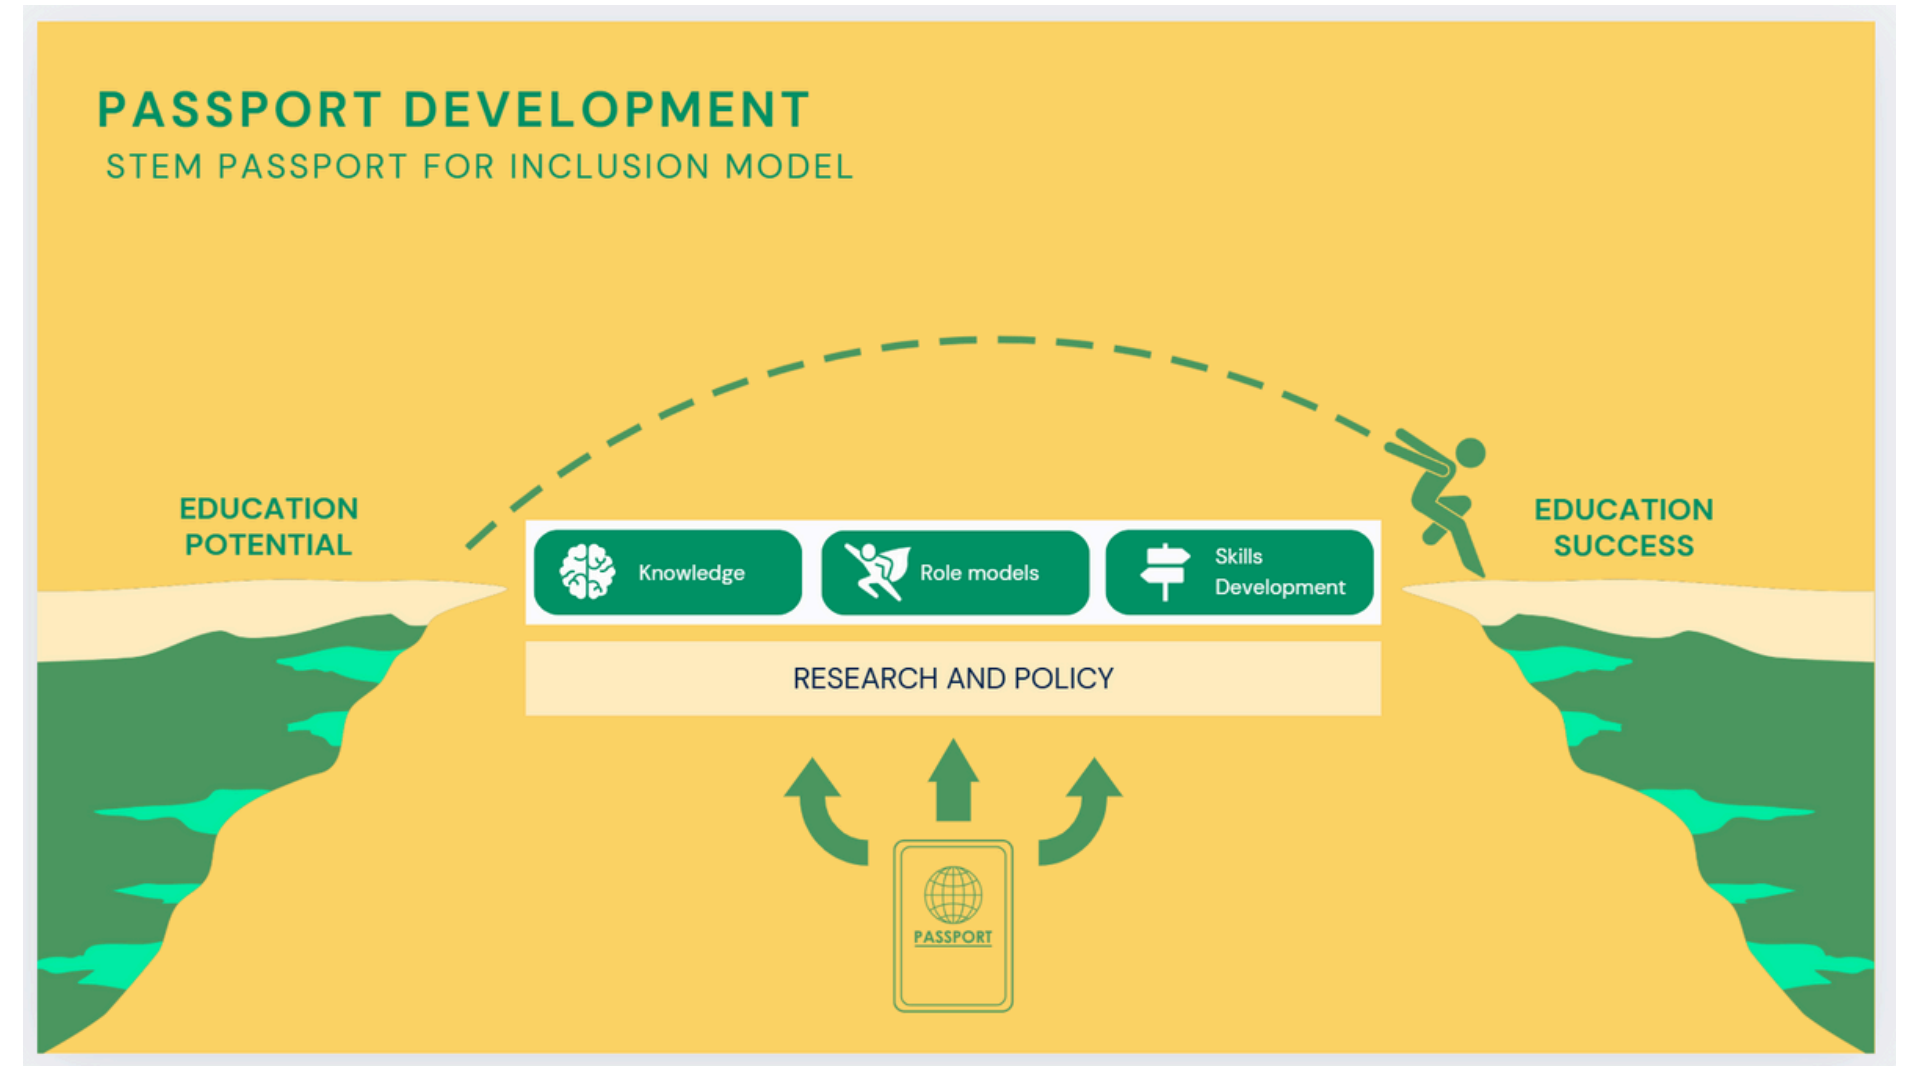 PASSPORT DEVELOPMENT
STEM PASSPORT FOR INCLUSION MODEL
EDUCATION
POTENTIAL
EDUCATION
SUCCESS
Knowledge
Role models
Skills
Development
RESEARCH AND POLICY
PASSPORT